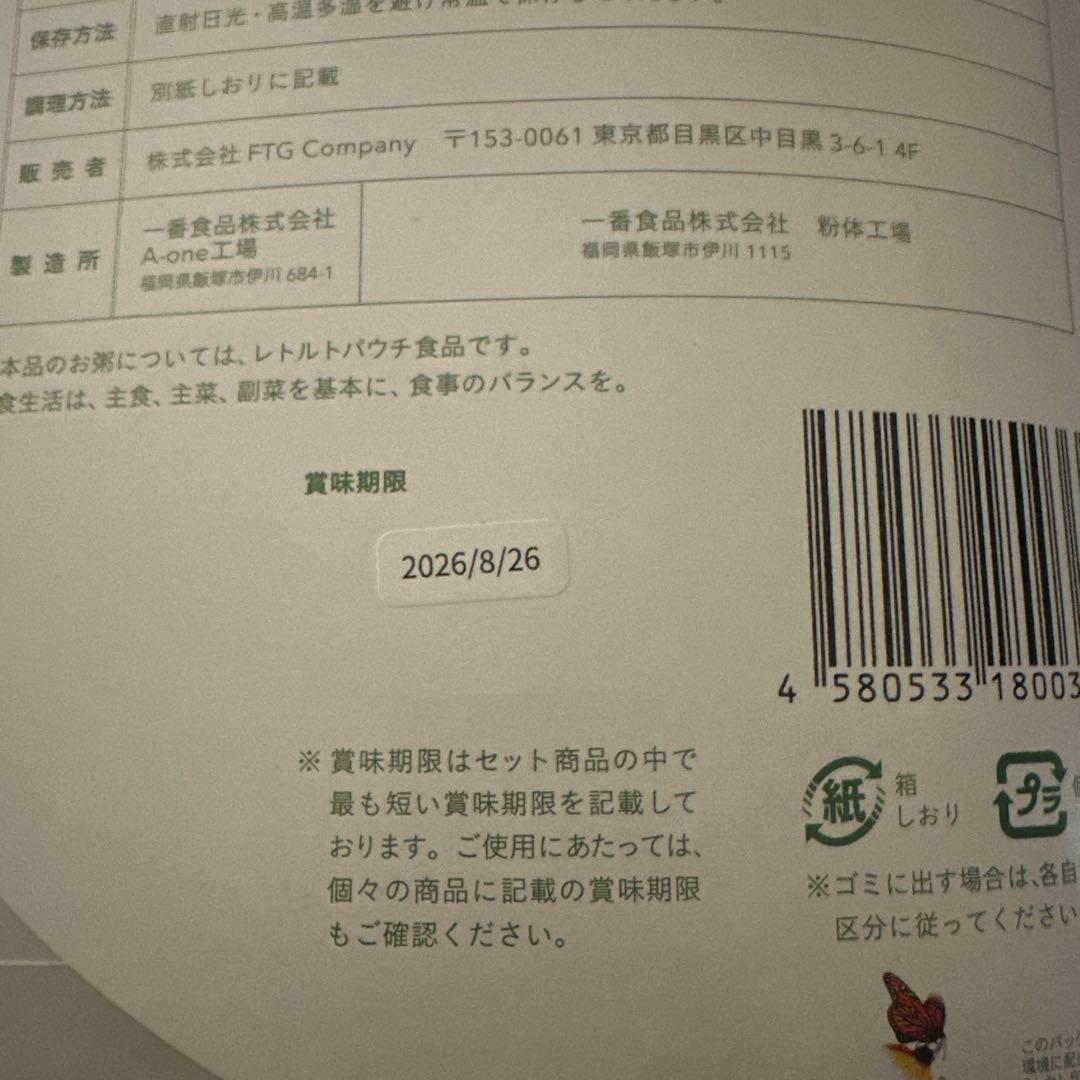 保存方法
直射日光・高温多湿を避け常温で保存
調理方法
別紙しおりに記載
販売者
株式会社 FTG Company 〒153-0061 東京都目黒区中目黒 3-6-1 4F
製造所
一番食品株式会社
A-one工場
福岡県飯塚市伊川 684-1
一番食品株式会社 粉体工場
福岡県飯塚市伊川 1115
本品のお粥については、レトルトパウチ食品です。
食生活は、主食、主菜、副菜を基本に、食事のバランスを。
賞味期限
2026/8/26
4 580533 18003
※ 賞味期限はセット商品の中で
最も短い賞味期限を記載して
おります。ご使用にあたっては、
個々の商品に記載の賞味期限
もご確認ください。
紙
箱
しおり
プラ
※ゴミに出す場合は、各自
区分に従ってください
このパッ
環境に配